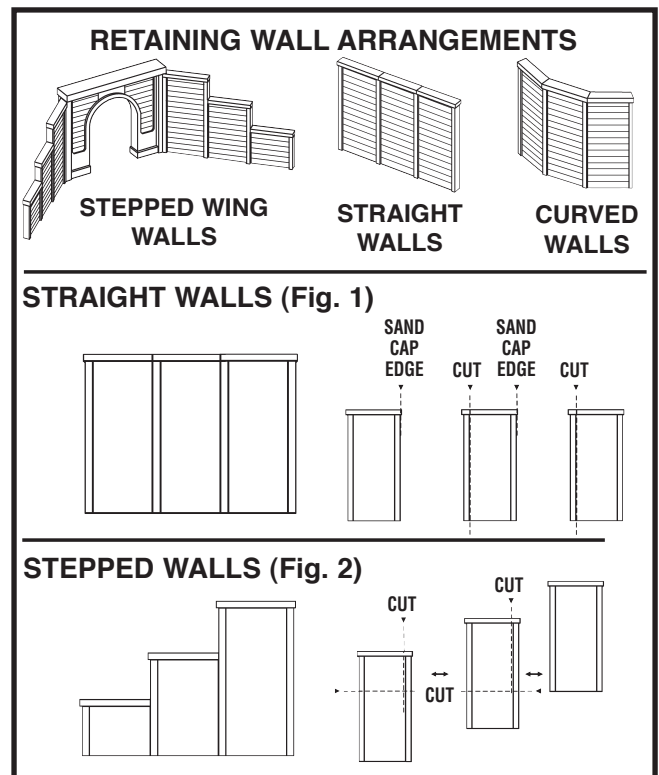 RETAINING WALL ARRANGEMENTS
STEPPED WING
WALLS
STRAIGHT
WALLS
CURVED
WALLS
STRAIGHT WALLS (Fig. 1)
SAND
CAP
EDGE
CUT
SAND
CAP
EDGE
CUT
STEPPED WALLS (Fig. 2)
CUT
CUT
CUT